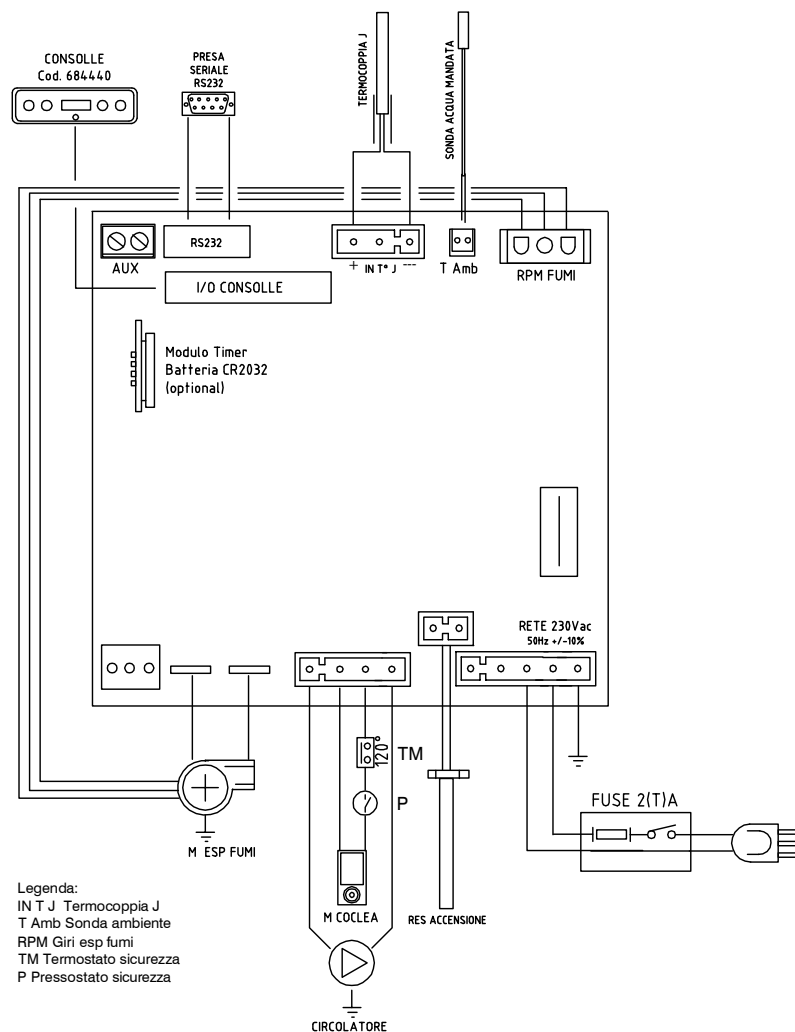 CONSOLLE
Cod. 684440
PRESA
SERIALE
RS232
TERMOCOPPIA J
SONDA ACQUA MANDATA
AUX
RS232
+ IN T° J ---
T Amb
RPM FUMI
I/O CONSOLLE
Modulo Timer
Batteria CR2032
(optional)
RETE 230Vac
50Hz +/-10%
120°
TM
P
FUSE 2(T)A
M ESP FUMI
M COCLEA
RES ACCENSIONE
CIRCOLATORE
Legenda:
IN T J Termocoppia J
T Amb Sonda ambiente
RPM Giri esp fumi
TM Termostato sicurezza
P Pressostato sicurezza